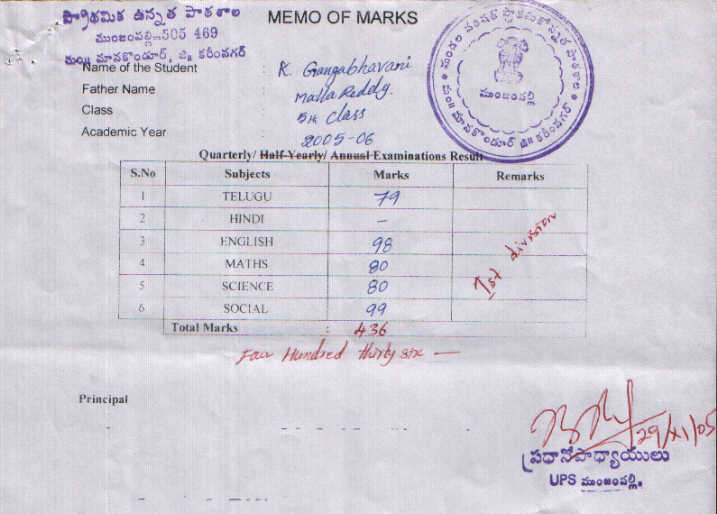 ప్రాథమిక ఉన్నత పాఠశాల
MEMO OF MARKS
ముంజంపల్లి-505 469
మం॥ మానకొండూర్, జి॥ కరీంనగర్
Name of the Student : K. Gangabhavani
Father Name : Malla Reddy.
Class : 5th class
Academic Year : 2005-06
ముంజంపల్లి
మం॥ మానకొండూర్ జి॥ కరీంనగర్
Quarterly/ Half-Yearly/ Annual Examinations Result
S.No Subjects Marks Remarks
1 TELUGU 79
2 HINDI –
3 ENGLISH 98
4 MATHS 80
5 SCIENCE 80
6 SOCIAL 99
Ist division
Total Marks : 436
Four Hundred thirty six —
Principal
29/XI/05
ప్రధానోపాధ్యాయులు
UPS ముంజంపల్లి.